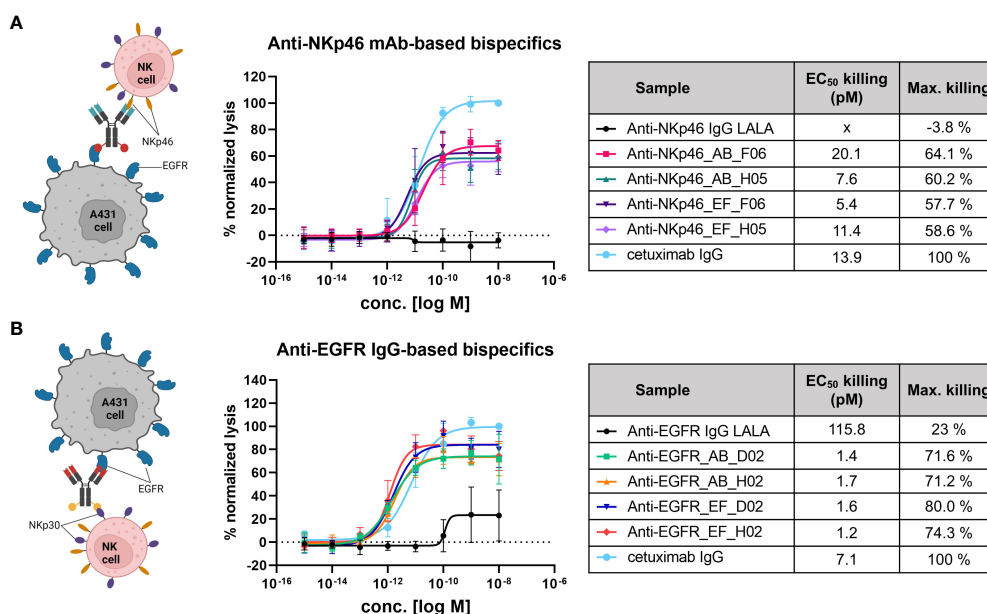 A
NK
cell
NKp46
EGFR
A431
cell
Anti-NKp46 mAb-based bispecifics
% normalized lysis
120
100
80
60
40
20
0
-20
10⁻¹⁶ 10⁻¹⁴ 10⁻¹² 10⁻¹⁰ 10⁻⁸ 10⁻⁶
conc. [log M]
Sample EC₅₀ killing (pM) Max. killing
Anti-NKp46 IgG LALA x -3.8 %
Anti-NKp46_AB_F06 20.1 64.1 %
Anti-NKp46_AB_H05 7.6 60.2 %
Anti-NKp46_EF_F06 5.4 57.7 %
Anti-NKp46_EF_H05 11.4 58.6 %
cetuximab IgG 13.9 100 %
B
A431
cell
EGFR
NKp30
NK
cell
Anti-EGFR IgG-based bispecifics
% normalized lysis
140
120
100
80
60
40
20
0
-20
10⁻¹⁶ 10⁻¹⁴ 10⁻¹² 10⁻¹⁰ 10⁻⁸ 10⁻⁶
conc. [log M]
Sample EC₅₀ killing (pM) Max. killing
Anti-EGFR IgG LALA 115.8 23 %
Anti-EGFR_AB_D02 1.4 71.6 %
Anti-EGFR_AB_H02 1.7 71.2 %
Anti-EGFR_EF_D02 1.6 80.0 %
Anti-EGFR_EF_H02 1.2 74.3 %
cetuximab IgG 7.1 100 %